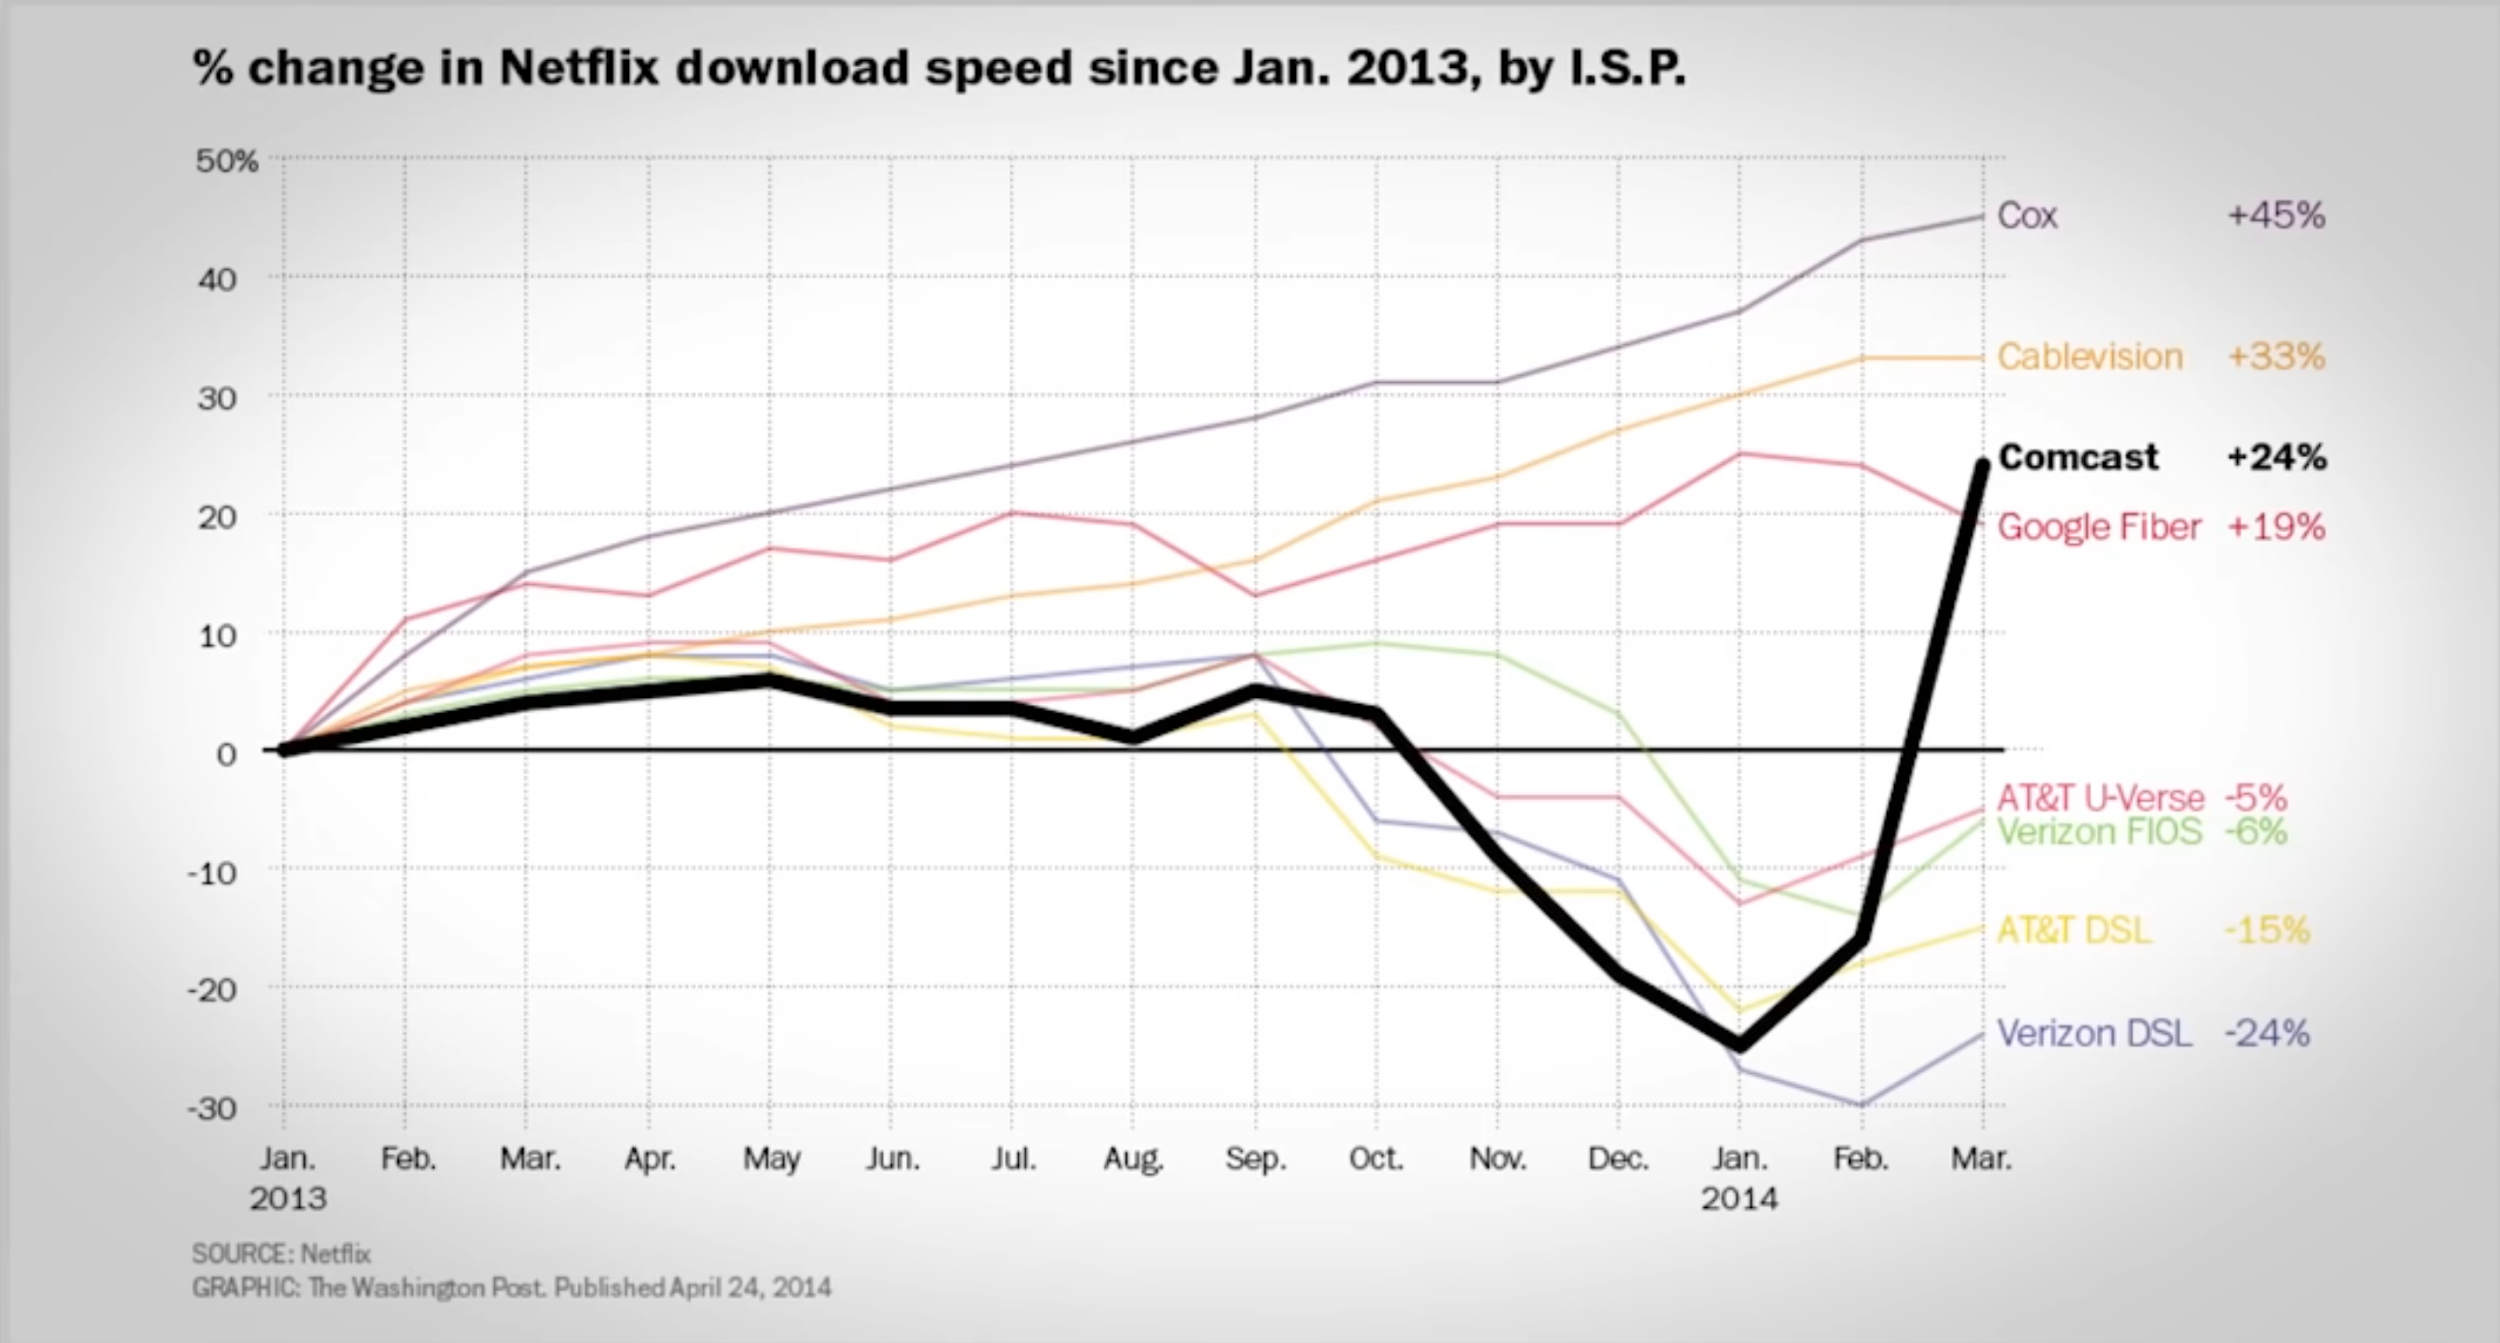 % change in Netflix download speed since Jan. 2013, by I.S.P.
50%
40
30
20
10
0
-10
-20
-30
Cox +45%
Cablevision +33%
Comcast +24%
Google Fiber +19%
AT&T U-Verse -5%
Verizon FIOS -6%
AT&T DSL -15%
Verizon DSL -24%
Jan. Feb. Mar. Apr. May Jun. Jul. Aug. Sep. Oct. Nov. Dec. Jan. Feb. Mar.
2013 2014
SOURCE: Netflix
GRAPHIC: The Washington Post. Published April 24, 2014